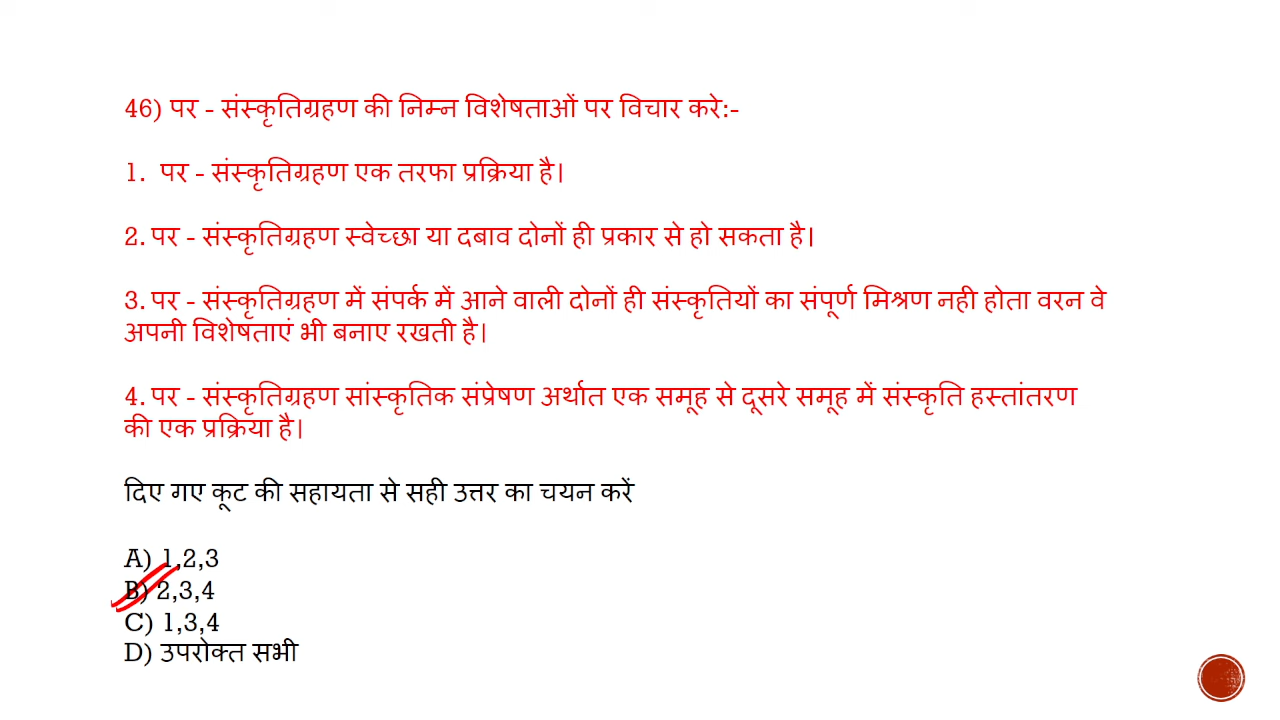 46) पर - संस्कृतिग्रहण की निम्न विशेषताओं पर विचार करे:-
1. पर - संस्कृतिग्रहण एक तरफा प्रक्रिया है।
2. पर - संस्कृतिग्रहण स्वेच्छा या दबाव दोनों ही प्रकार से हो सकता है।
3. पर - संस्कृतिग्रहण में संपर्क में आने वाली दोनों ही संस्कृतियों का संपूर्ण मिश्रण नही होता वरन वे
अपनी विशेषताएं भी बनाए रखती है।
4. पर - संस्कृतिग्रहण सांस्कृतिक संप्रेषण अर्थात एक समूह से दूसरे समूह में संस्कृति हस्तांतरण
की एक प्रक्रिया है।
दिए गए कूट की सहायता से सही उत्तर का चयन करें
A) 1,2,3
B) 2,3,4
C) 1,3,4
D) उपरोक्त सभी